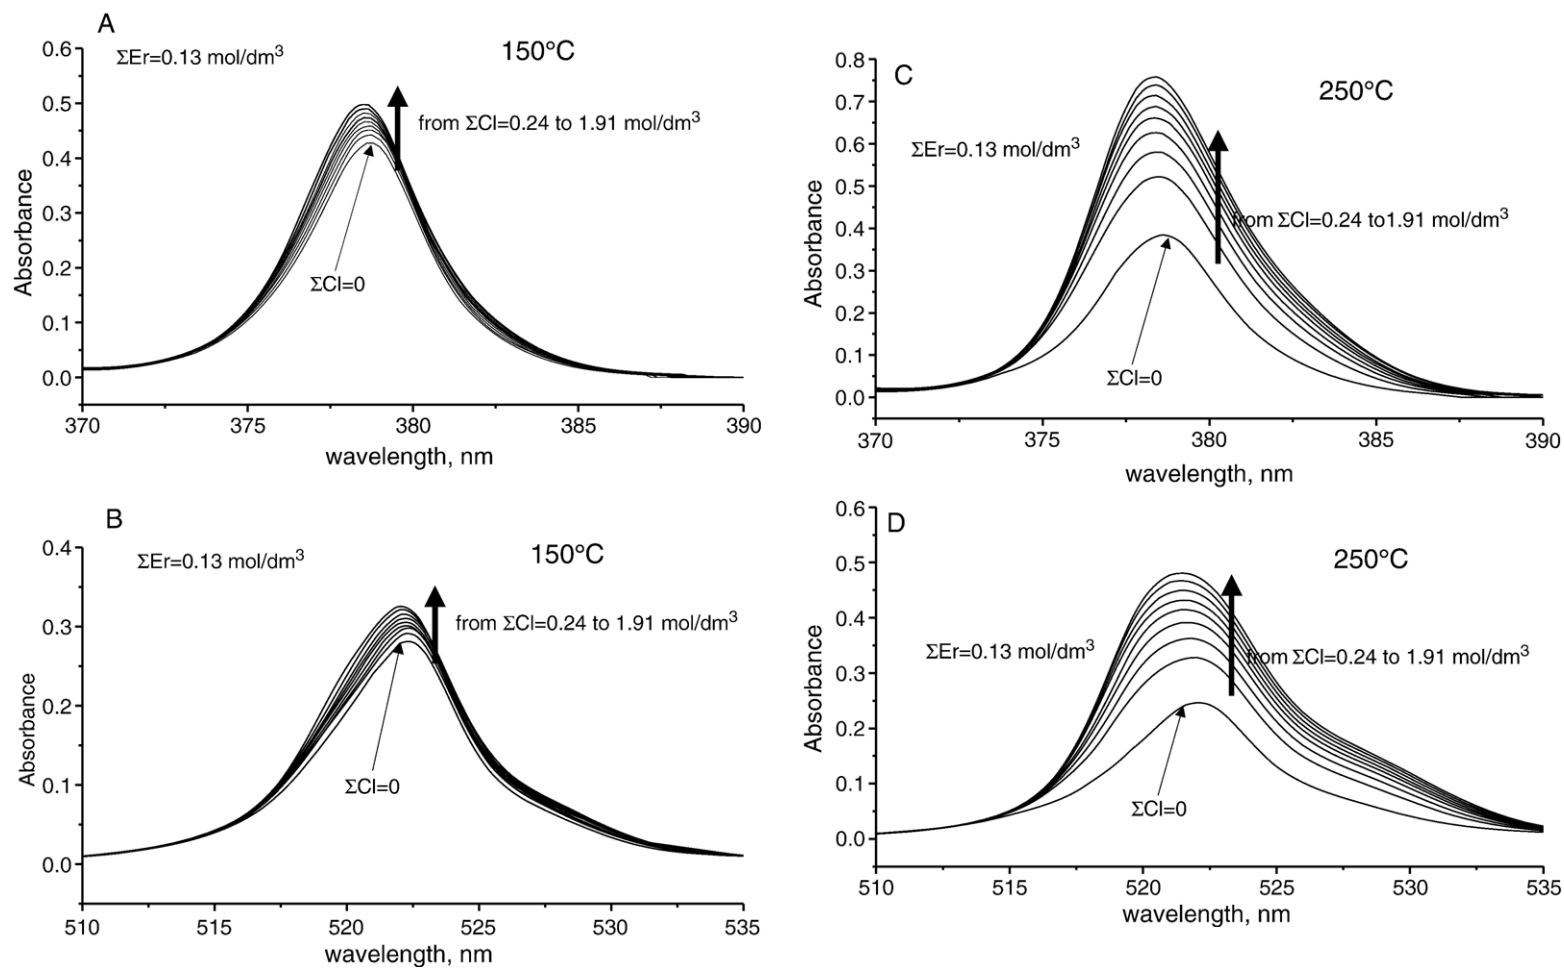 A
ΣEr=0.13 mol/dm³
150°C
from ΣCl=0.24 to 1.91 mol/dm³
ΣCl=0
Absorbance
0.6
0.5
0.4
0.3
0.2
0.1
0.0
370 375 380 385 390
wavelength, nm
C
250°C
ΣEr=0.13 mol/dm³
from ΣCl=0.24 to1.91 mol/dm³
ΣCl=0
Absorbance
0.8
0.7
0.6
0.5
0.4
0.3
0.2
0.1
0.0
370 375 380 385 390
wavelength, nm
B
ΣEr=0.13 mol/dm³
150°C
from ΣCl=0.24 to 1.91 mol/dm³
ΣCl=0
Absorbance
0.4
0.3
0.2
0.1
0.0
510 515 520 525 530 535
wavelength, nm
D
250°C
ΣEr=0.13 mol/dm³
from ΣCl=0.24 to 1.91 mol/dm³
ΣCl=0
Absorbance
0.6
0.5
0.4
0.3
0.2
0.1
0.0
510 515 520 525 530 535
wavelength, nm